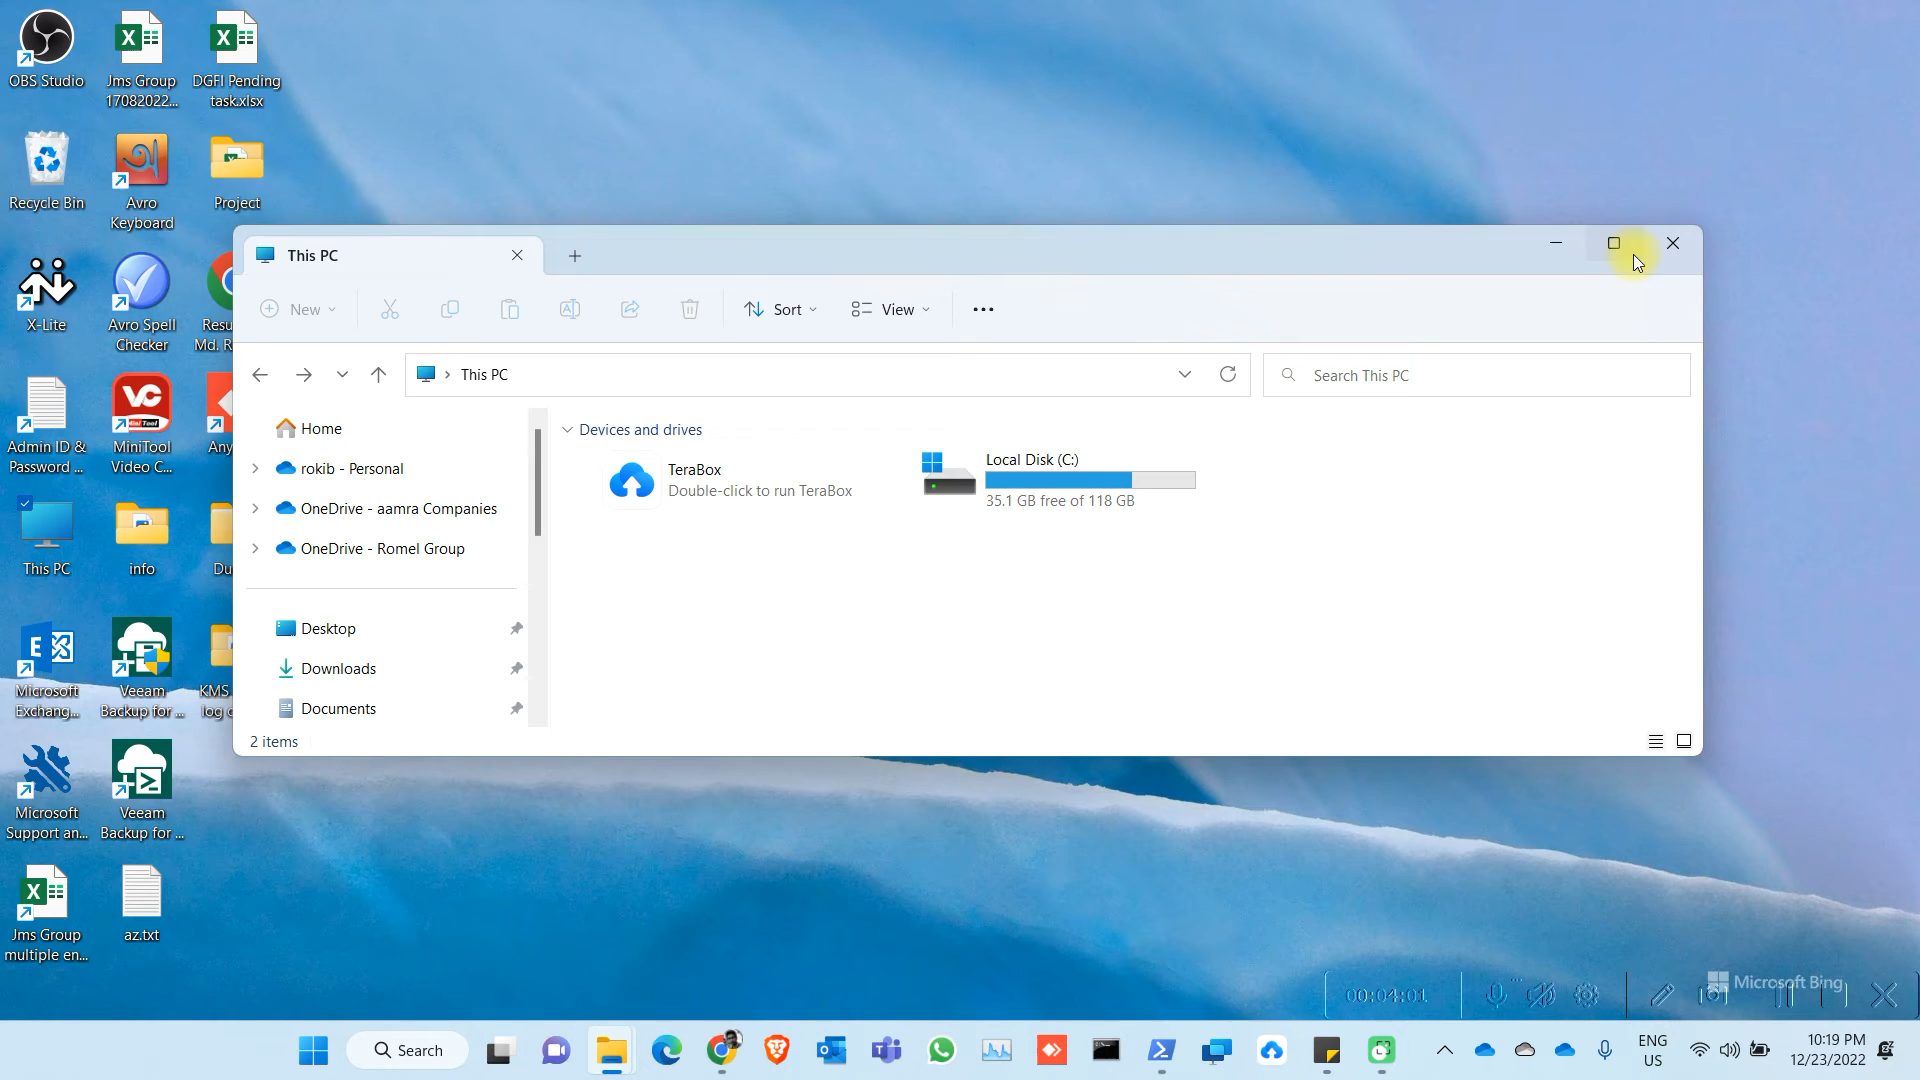 OBS Studio
Jms Group
17082022...
DGFI Pending
task.xlsx
Recycle Bin
Avro
Keyboard
Project
X-Lite
Avro Spell
Checker
Resu
Md. R
Admin ID &
Password ...
MiniTool
Video C...
Any
This PC
info
Du
Microsoft
Exchang...
Veeam
Backup for ...
KMS
log c
Microsoft
Support an...
Veeam
Backup for ...
Jms Group
multiple en...
az.txt
This PC
New
Sort
View
This PC
Search This PC
Home
rokib - Personal
OneDrive - aamra Companies
OneDrive - Romel Group
Desktop
Downloads
Documents
Devices and drives
TeraBox
Double-click to run TeraBox
Local Disk (C:)
35.1 GB free of 118 GB
2 items
00:04:01
Microsoft Bing
Search
ENG
US
10:19 PM
12/23/2022